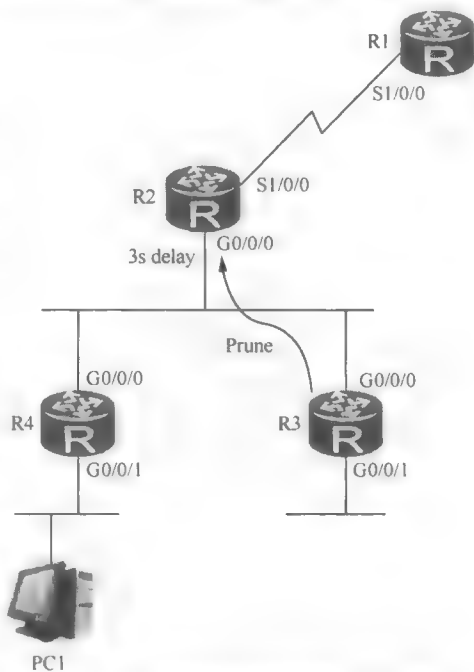 R1
R
S1/0/0
S1/0/0
R2
R
G0/0/0
3s delay
Prune
G0/0/0
G0/0/0
R4
R
R3
R
G0/0/1
G0/0/1
PC1